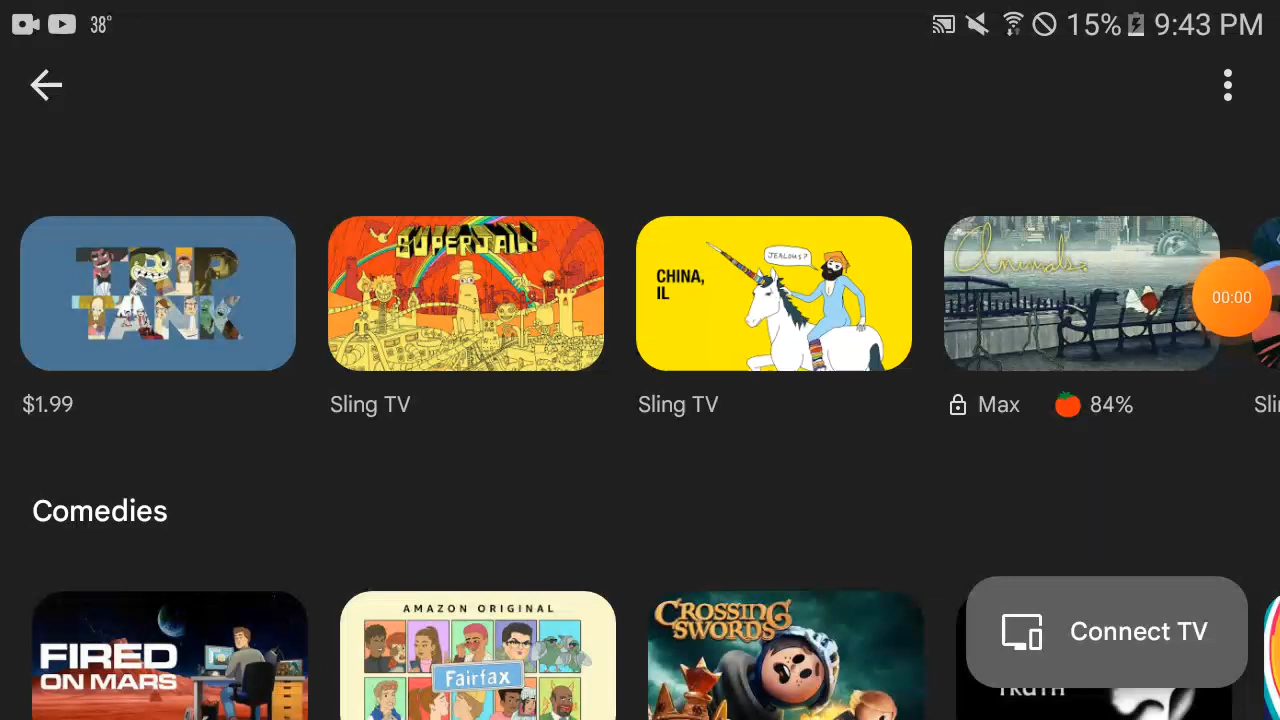 38°
15% 9:43 PM
TRIP
TANK
SUPERJAIL!
CHINA,
IL
JEALOUS?
Animals.
00:00
$1.99
Sling TV
Sling TV
Max
84%
Comedies
FIRED
ON MARS
AMAZON ORIGINAL
Fairfax
CROSSING
SWORDS
Connect TV